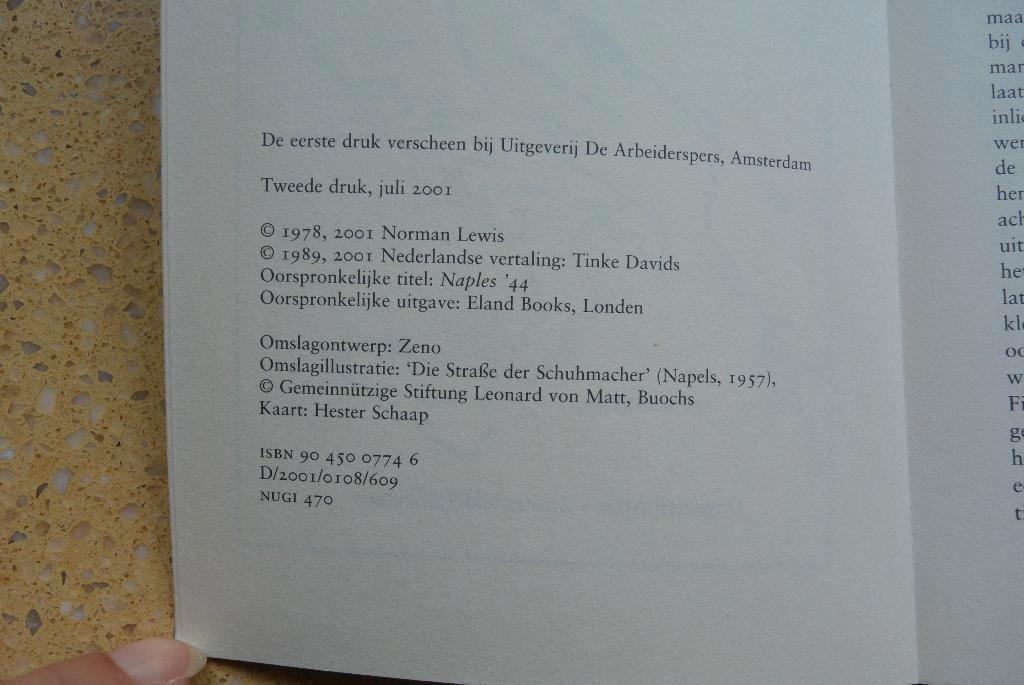 De eerste druk verscheen bij Uitgeverij De Arbeiderspers, Amsterdam
Tweede druk, juli 2001
© 1978, 2001 Norman Lewis
© 1989, 2001 Nederlandse vertaling: Tinke Davids
Oorspronkelijke titel: Naples '44
Oorspronkelijke uitgave: Eland Books, Londen
Omslagontwerp: Zeno
Omslagillustratie: ‘Die Straße der Schuhmacher’ (Napels, 1957),
© Gemeinnützige Stiftung Leonard von Matt, Buochs
Kaart: Hester Schaap
ISBN 90 450 0774 6
D/2001/0108/609
NUGI 470
bij
de